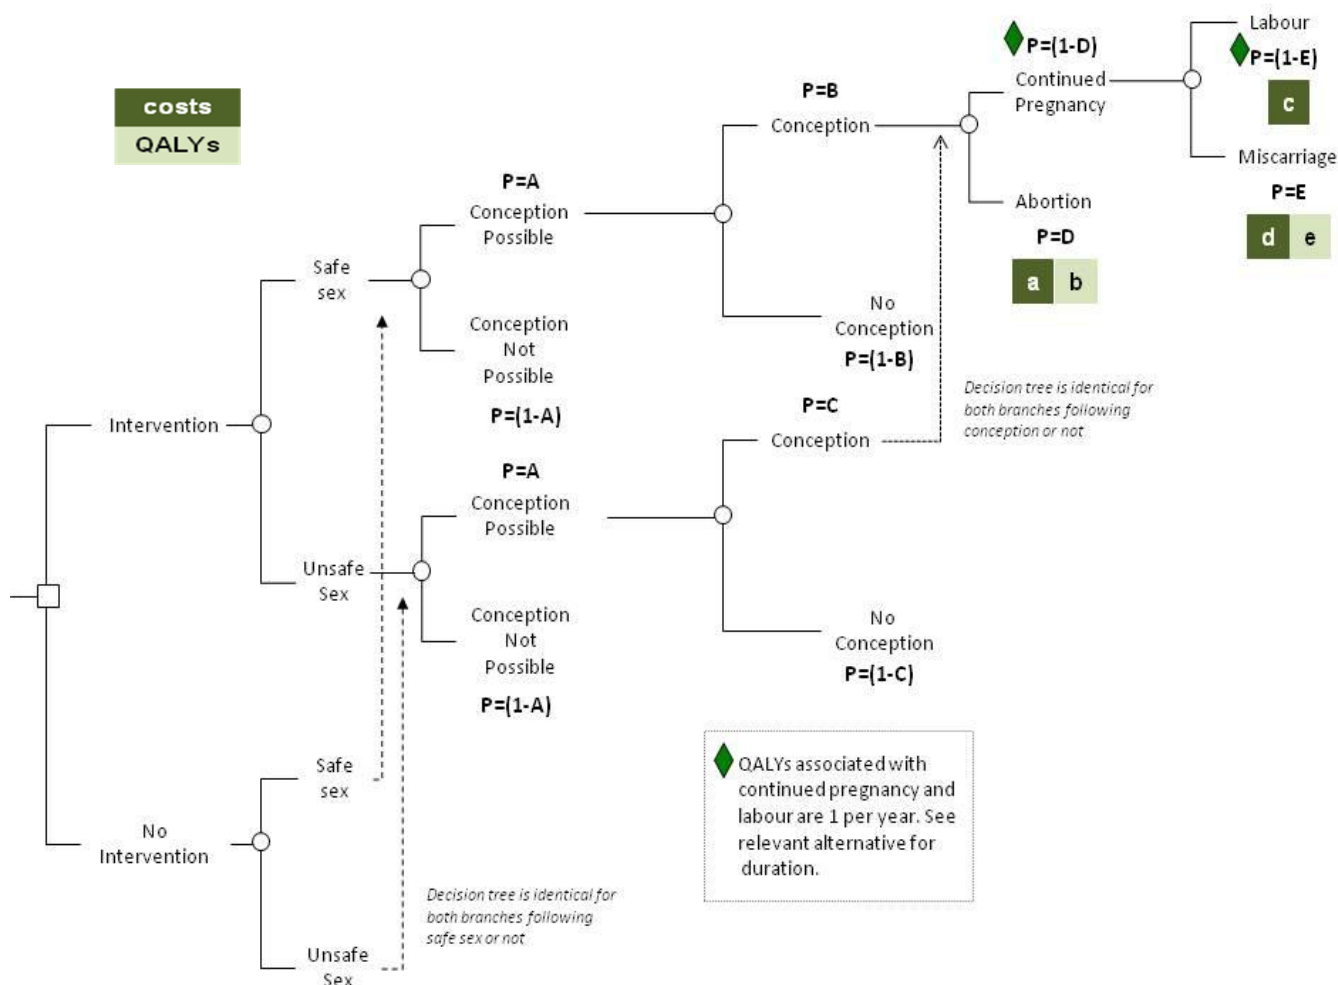 costs
QALYs
P=A
Conception
Possible
Safe
sex
Conception
Not
Possible
P=(1-A)
Intervention
P=A
Conception
Possible
Unsafe
Sex
Conception
Not
Possible
P=(1-A)
Safe
sex
No
Intervention
Unsafe
Sex
Decision tree is identical for
both branches following
safe sex or not
P=B
Conception
No
Conception
P=(1-B)
P=C
Conception
No
Conception
P=(1-C)
P=(1-D)
Continued
Pregnancy
Abortion
P=D
a b
Labour
P=(1-E)
c
Miscarriage
P=E
d e
Decision tree is identical for
both branches following
conception or not
QALYs associated with
continued pregnancy and
labour are 1 per year. See
relevant alternative for
duration.